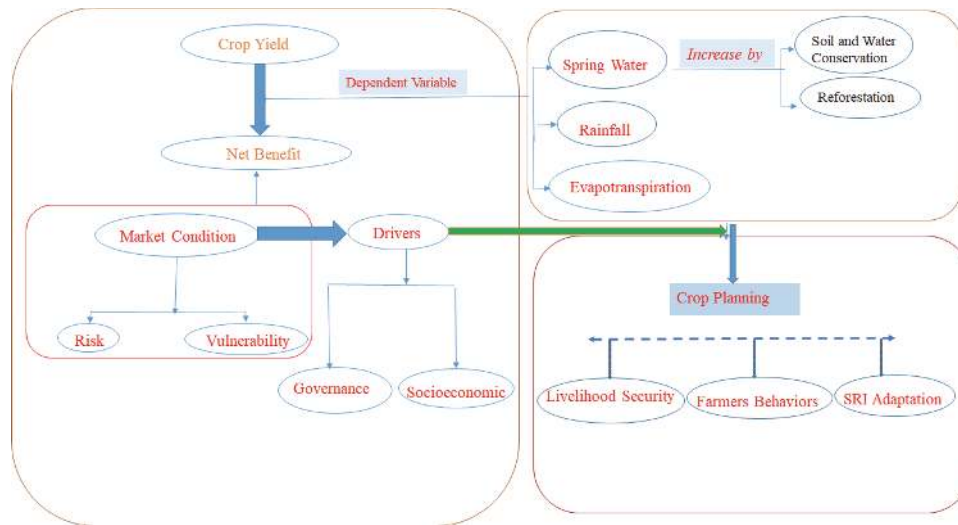 Crop Yield
Dependent Variable
Net Benefit
Market Condition
Drivers
Risk
Vulnerability
Governance
Socioeconomic
Spring Water
Increase by
Soil and Water
Conservation
Reforestation
Rainfall
Evapotranspiration
Crop Planning
Livelihood Security
Farmers Behaviors
SRI Adaptation